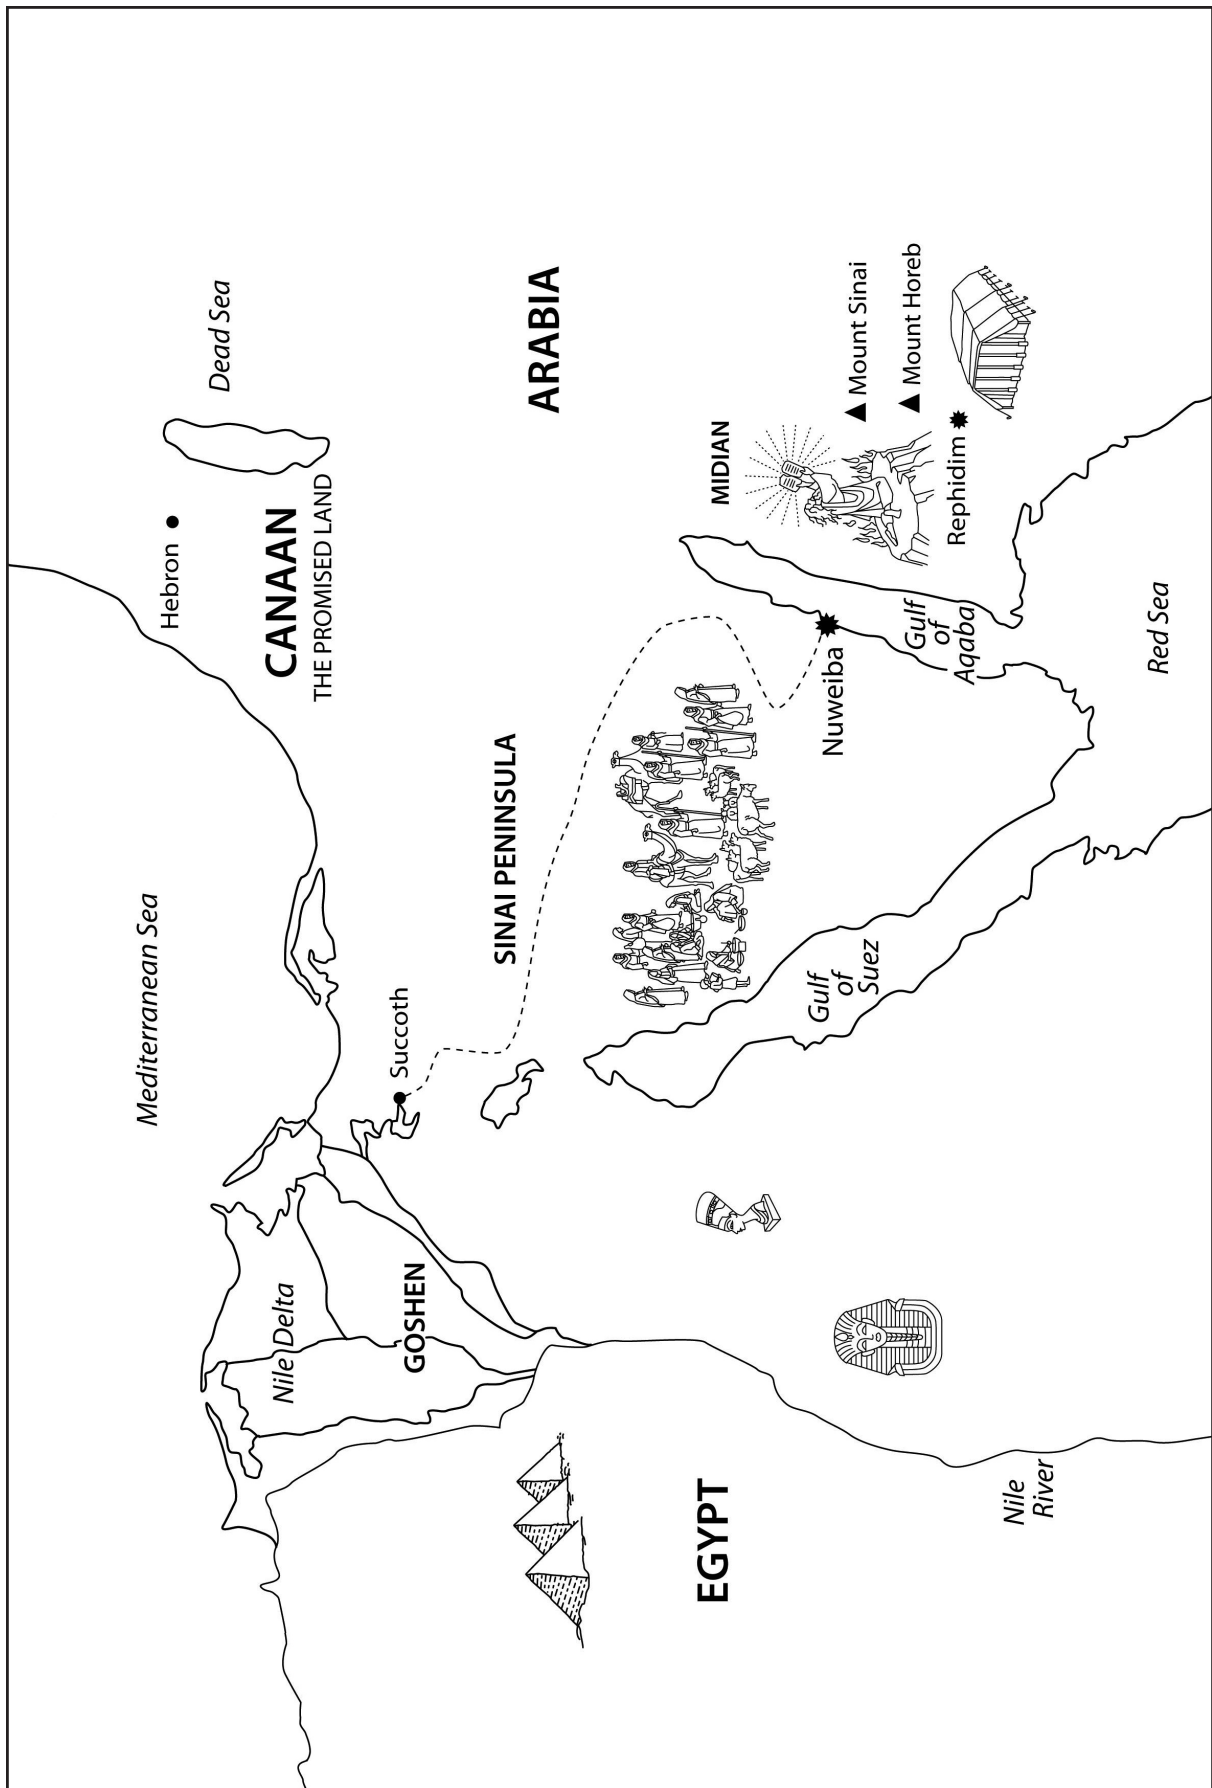 Mediterranean Sea
Hebron
Dead Sea
CANAAN
THE PROMISED LAND
Nile Delta
Succoth
GOSHEN
SINAI PENINSULA
ARABIA
EGYPT
MIDIAN
Nuweiba
Mount Sinai
Mount Horeb
Rephidim
Gulf
of
Suez
Gulf
of
Aqaba
Nile
River
Red Sea